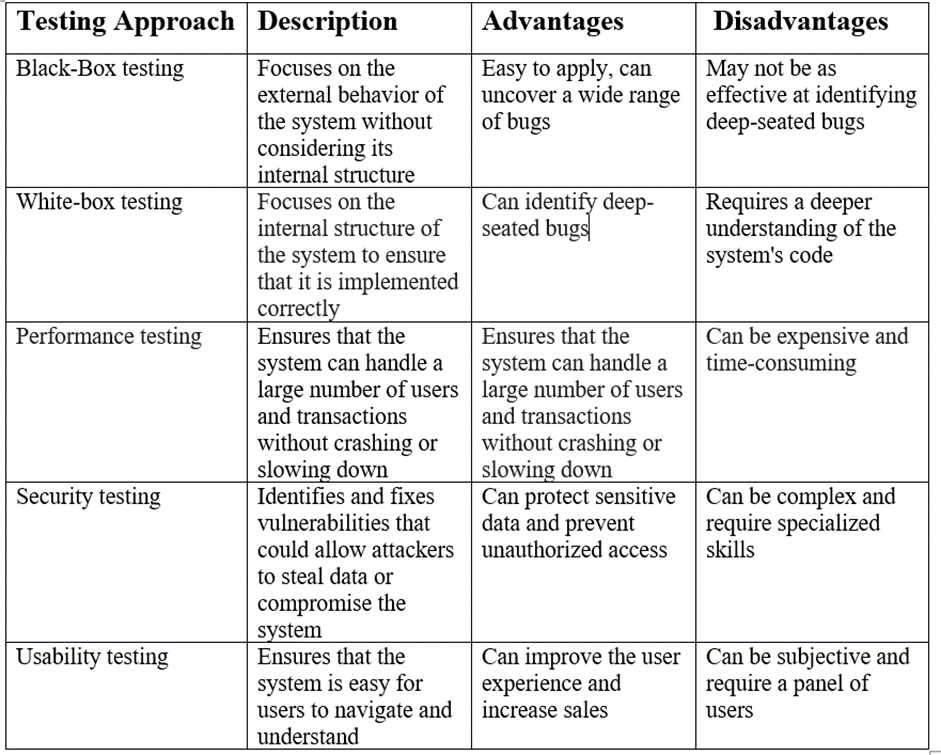 Testing Approach
Description
Advantages
Disadvantages
Black-Box testing
Focuses on the
external behavior of
the system without
considering its
internal structure
Easy to apply, can
uncover a wide range
of bugs
May not be as
effective at identifying
deep-seated bugs
White-box testing
Focuses on the
internal structure of
the system to ensure
that it is implemented
correctly
Can identify deep-
seated bugs
Requires a deeper
understanding of the
system's code
Performance testing
Ensures that the
system can handle a
large number of users
and transactions
without crashing or
slowing down
Ensures that the
system can handle a
large number of users
and transactions
without crashing or
slowing down
Can be expensive and
time-consuming
Security testing
Identifies and fixes
vulnerabilities that
could allow attackers
to steal data or
compromise the
system
Can protect sensitive
data and prevent
unauthorized access
Can be complex and
require specialized
skills
Usability testing
Ensures that the
system is easy for
users to navigate and
understand
Can improve the user
experience and
increase sales
Can be subjective and
require a panel of
users